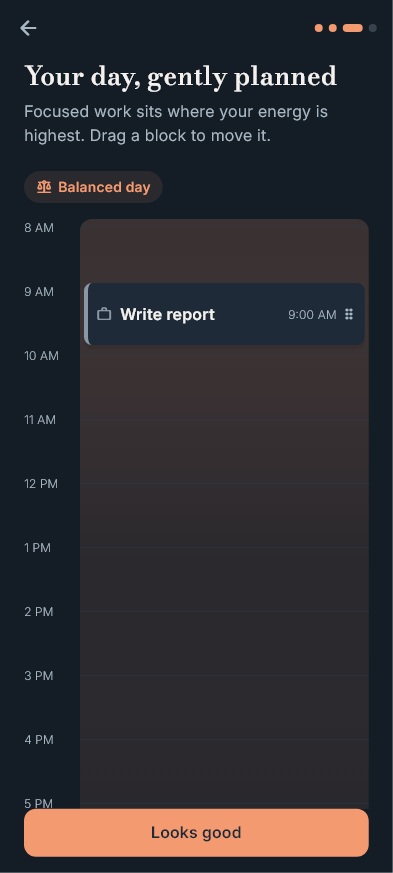 Your day, gently planned
Focused work sits where your energy is
highest. Drag a block to move it.
Balanced day
8 AM
9 AM
Write report 9:00 AM
10 AM
11 AM
12 PM
1 PM
2 PM
3 PM
4 PM
5 PM
Looks good